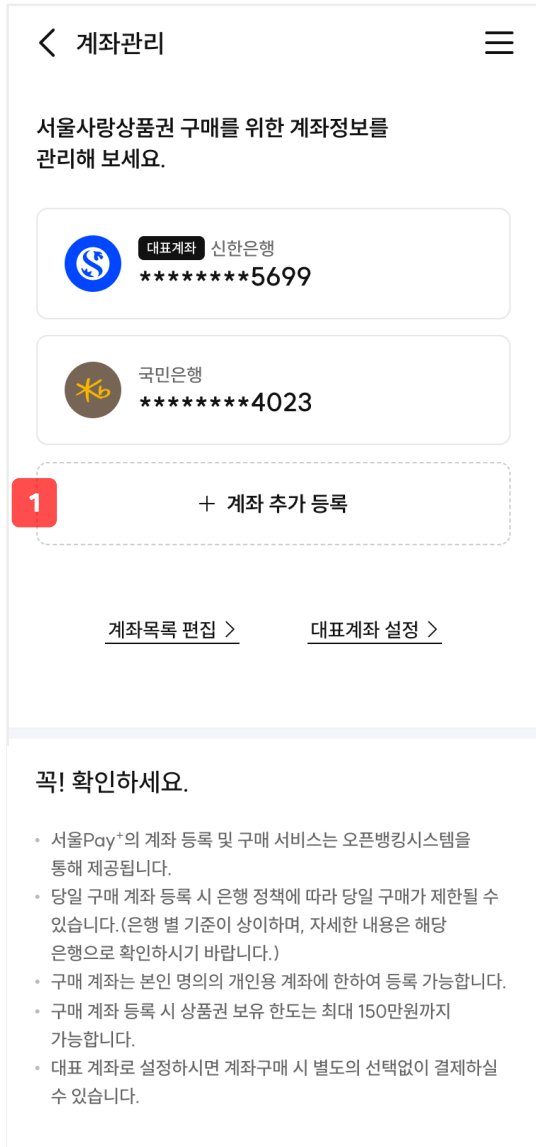 계좌관리
서울사랑상품권 구매를 위한 계좌정보를
관리해 보세요.
대표계좌 신한은행
********5699
국민은행
********4023
1
+ 계좌 추가 등록
계좌목록 편집 >
대표계좌 설정 >
꼭! 확인하세요.
• 서울Pay⁺의 계좌 등록 및 구매 서비스는 오픈뱅킹시스템을
통해 제공됩니다.
• 당일 구매 계좌 등록 시 은행 정책에 따라 당일 구매가 제한될 수
있습니다.(은행 별 기준이 상이하며, 자세한 내용은 해당
은행으로 확인하시기 바랍니다.)
• 구매 계좌는 본인 명의의 개인용 계좌에 한하여 등록 가능합니다.
• 구매 계좌 등록 시 상품권 보유 한도는 최대 150만원까지
가능합니다.
• 대표 계좌로 설정하시면 계좌구매 시 별도의 선택없이 결제하실
수 있습니다.